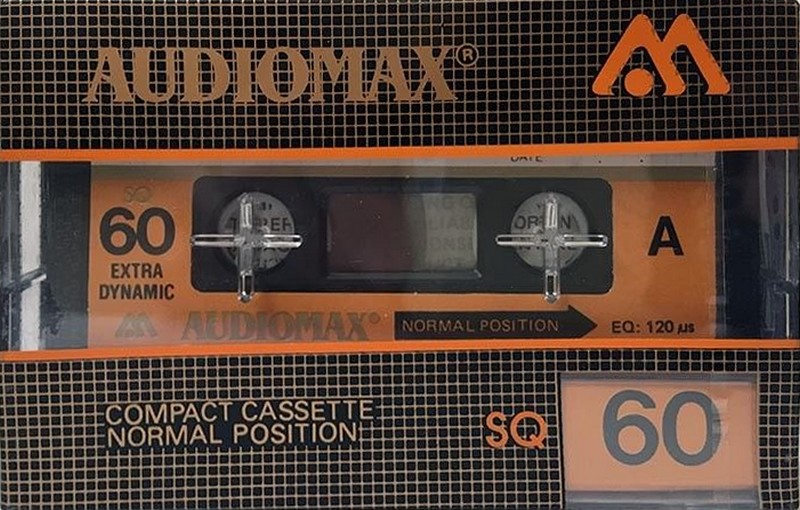 AUDIOMAX®
DATE
SQ
60
EXTRA
DYNAMIC
A
AUDIOMAX®
NORMAL POSITION
EQ: 120 µs
COMPACT CASSETTE
NORMAL POSITION
SQ
60